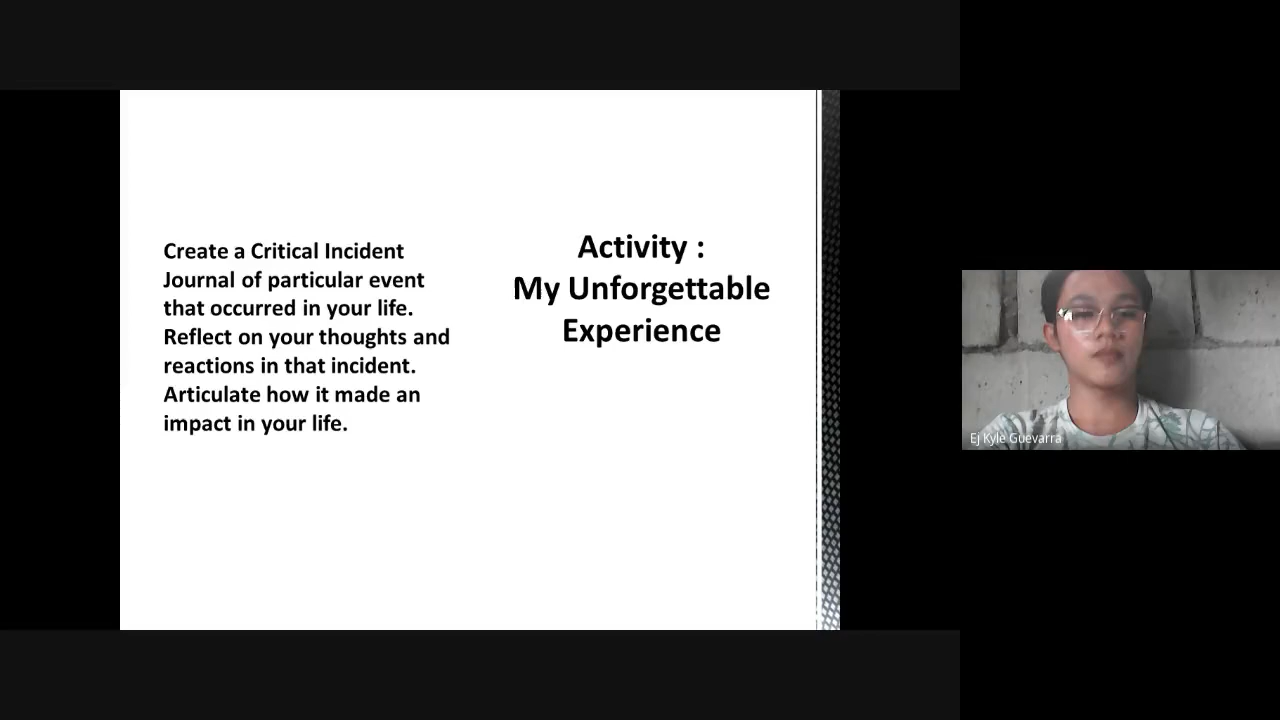 Create a Critical Incident
Journal of particular event
that occurred in your life.
Reflect on your thoughts and
reactions in that incident.
Articulate how it made an
impact in your life.
Activity :
My Unforgettable
Experience
Ej Kyle Guevarra